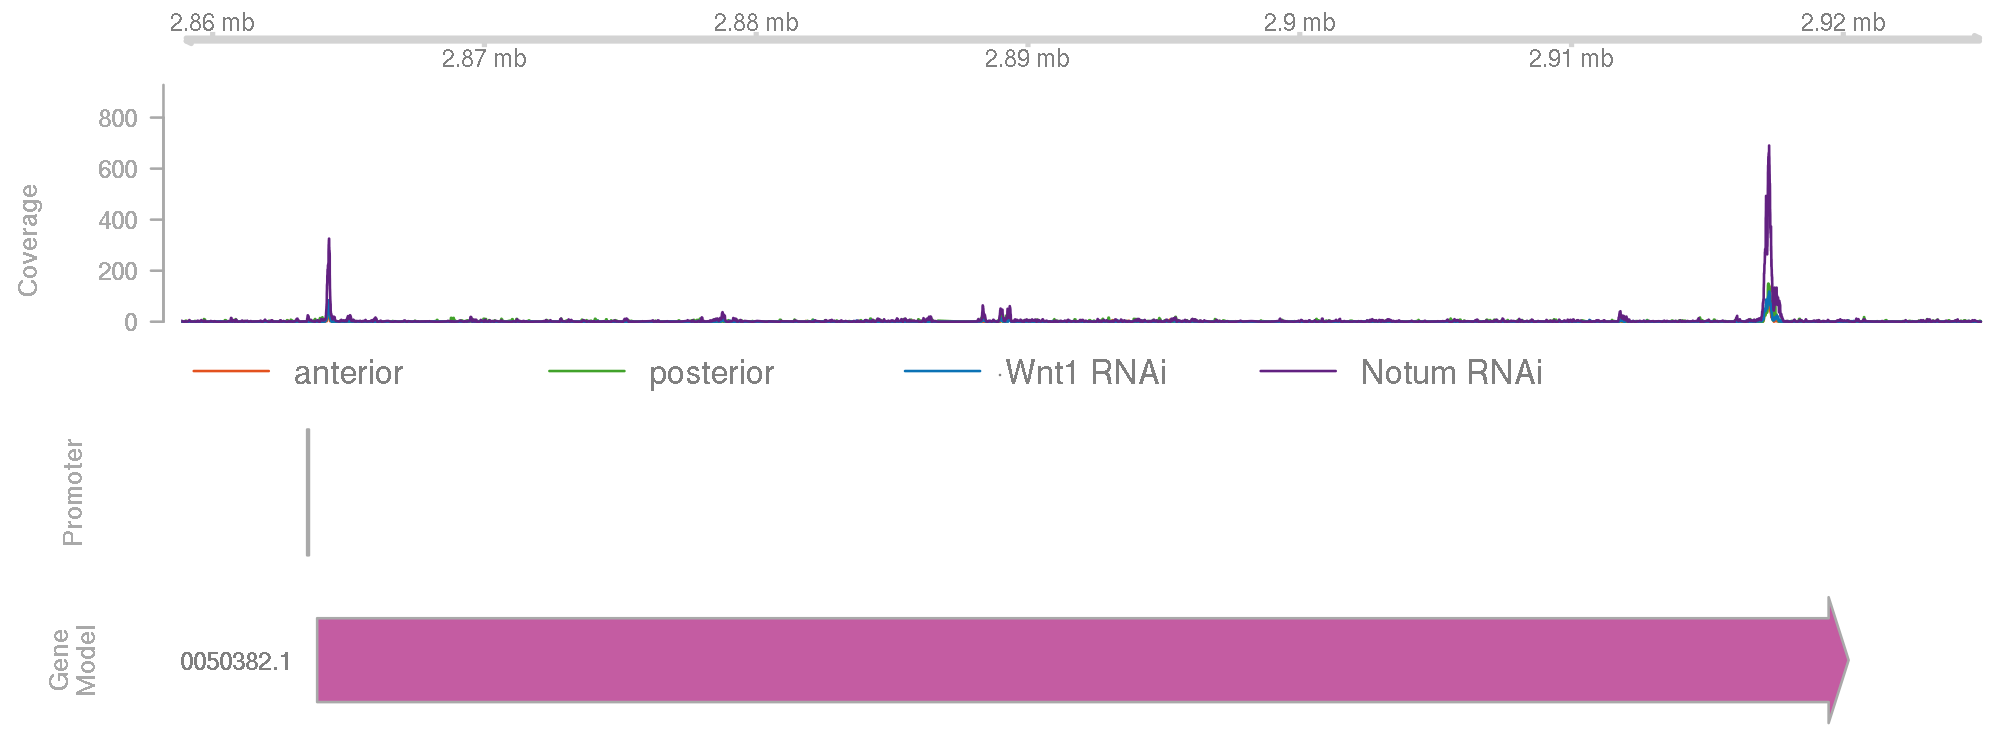 2.86 mb 2.88 mb 2.9 mb 2.92 mb
2.87 mb 2.89 mb 2.91 mb
Coverage
800
600
400
200
0
anterior posterior Wnt1 RNAi Notum RNAi
Promoter
Gene
Model
0050382.1